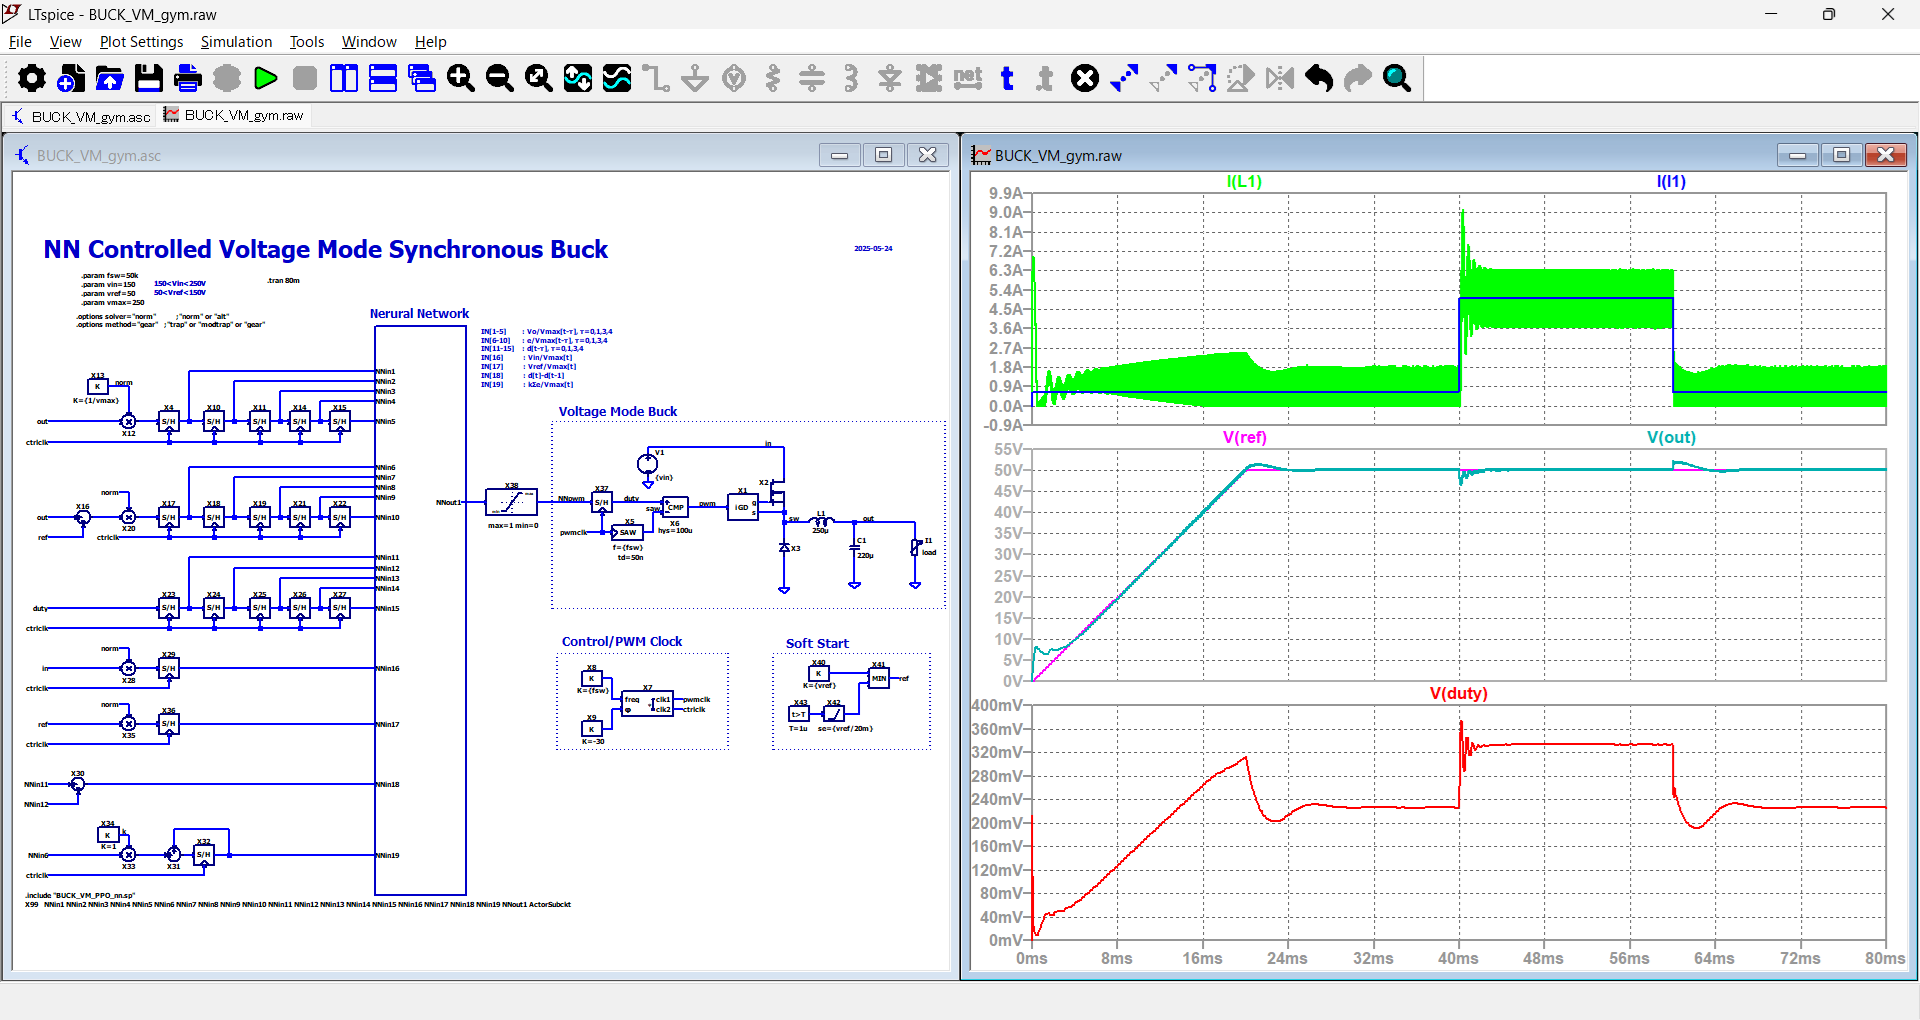 LTspice - BUCK_VM_gym.raw
File View Plot Settings Simulation Tools Window Help
BUCK_VM_gym.asc BUCK_VM_gym.raw
BUCK_VM_gym.asc
NN Controlled Voltage Mode Synchronous Buck
2025-05-24
.param fsw=50k
.param vin=150 150<Vin<250V
.param vref=50 50<Vref<150V
.param vmax=250
.tran 80m
.options solver="norm" ;"norm" or "alt"
.options method="gear" ;"trap" or "modtrap" or "gear"
Nerural Network
IN[1-5] : Vo/Vmax[t-τ], τ=0,1,3,4
IN[6-10] : e/Vmax[t-τ], τ=0,1,3,4
IN[11-15] : d[t-τ], τ=0,1,3,4
IN[16] : Vin/Vmax[t]
IN[17] : Vref/Vmax[t]
IN[18] : d[t]-d[t-1]
IN[19] : kΣe/Vmax[t]
X13
K norm
K={1/vmax}
X4 X10 X11 X14 X15
out S/H S/H S/H S/H S/H
X12
ctrlclk
NNin1
NNin2
NNin3
NNin4
NNin5
norm
X16 X17 X18 X19 X21 X22
out S/H S/H S/H S/H S/H
X20
ref ctrlclk
NNin6
NNin7
NNin8
NNin9
NNin10
X23 X24 X25 X26 X27
duty S/H S/H S/H S/H S/H
ctrlclk
NNin11
NNin12
NNin13
NNin14
NNin15
norm X29
in S/H NNin16
X28
ctrlclk
norm X36
ref S/H NNin17
X35
ctrlclk
X30
NNin11 NNin18
NNin12
X34
K k
K=1
X32
NNin6 S/H NNin19
X33 X31
ctrlclk
.include "BUCK_VM_PPO_nn.sp"
X99 NNin1 NNin2 NNin3 NNin4 NNin5 NNin6 NNin7 NNin8 NNin9 NNin10 NNin11 NNin12 NNin13 NNin14 NNin15 NNin16 NNin17 NNin18 NNin19 NNout1 ActorSubckt
NNout1
X38
max
min
max=1 min=0
Voltage Mode Buck
V1
{vin}
in
X2
NNpwm X37 duty
S/H
saw CMP pwm
X6
hys=100u
X1
iGD
g
s
pwmclk X5
SAW
f={fsw}
td=50n
sw L1 out
250µ
X3
C1
220µ
I1
load
Control/PWM Clock
X8
K
K={fsw}
X7
freq clk1 pwmclk
φ clk2 ctrlclk
X9
K
K=-30
Soft Start
X40
K
K={vref}
X41
MIN ref
X43 X42
t>T
T=1u se={vref/20m}
BUCK_VM_gym.raw
I(L1) I(I1)
9.9A
9.0A
8.1A
7.2A
6.3A
5.4A
4.5A
3.6A
2.7A
1.8A
0.9A
0.0A
-0.9A
V(ref) V(out)
55V
50V
45V
40V
35V
30V
25V
20V
15V
10V
5V
0V
V(duty)
400mV
360mV
320mV
280mV
240mV
200mV
160mV
120mV
80mV
40mV
0mV
0ms 8ms 16ms 24ms 32ms 40ms 48ms 56ms 64ms 72ms 80ms